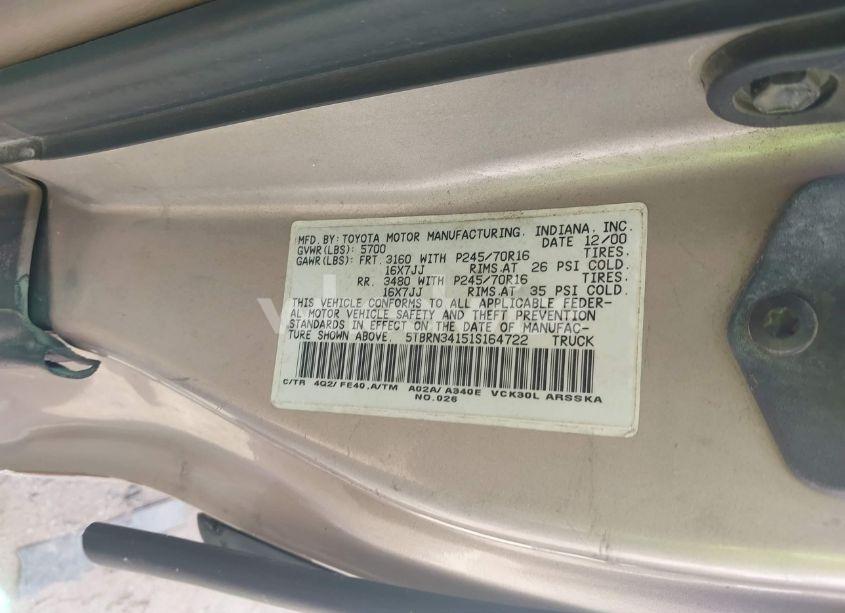 MFD. BY: TOYOTA MOTOR MANUFACTURING, INDIANA, INC.
GVWR(LBS): 5700 DATE 12/00
GAWR(LBS): FRT. 3160 WITH P245/70R16 TIRES,
16X7JJ RIMS,AT 26 PSI COLD.
RR. 3480 WITH P245/70R16 TIRES,
16X7JJ RIMS,AT 35 PSI COLD.
THIS VEHICLE CONFORMS TO ALL APPLICABLE FEDER-
AL MOTOR VEHICLE SAFETY AND THEFT PREVENTION
STANDARDS IN EFFECT ON THE DATE OF MANUFAC-
TURE SHOWN ABOVE. 5TBRN34151S164722 TRUCK
C/TR 4Q2/FE40,A/TM A02A/A340E VCK30L ARSSKA
NO.026